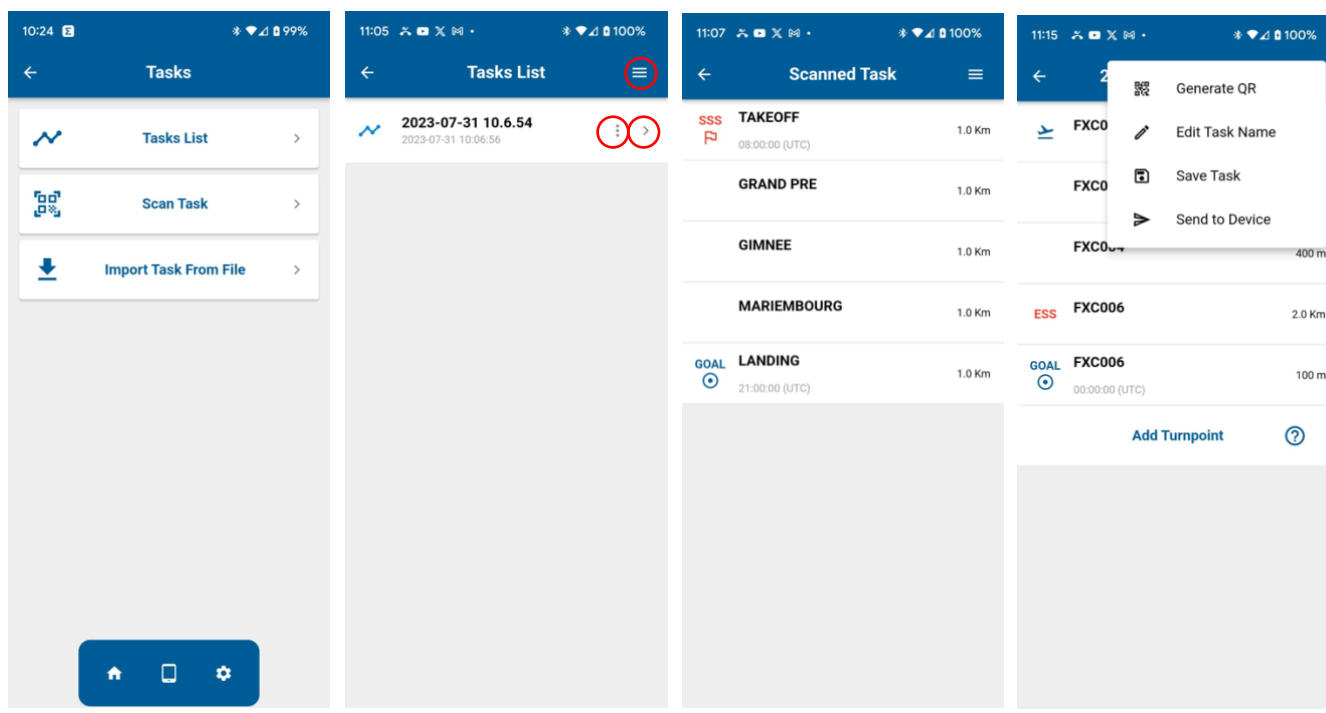 10:24 99%
Tasks
Tasks List
Scan Task
Import Task From File
11:05 100%
Tasks List
2023-07-31 10.6.54
2023-07-31 10:06:56
11:07 100%
Scanned Task
SSS TAKEOFF 1.0 Km
08:00:00 (UTC)
GRAND PRE 1.0 Km
GIMNEE 1.0 Km
MARIEMBOURG 1.0 Km
GOAL LANDING 1.0 Km
21:00:00 (UTC)
11:15 100%
2
Generate QR
Edit Task Name
Save Task
Send to Device
FXC0
FXC0
400 m
ESS FXC006 2.0 Km
GOAL FXC006 100 m
00:00:00 (UTC)
Add Turnpoint